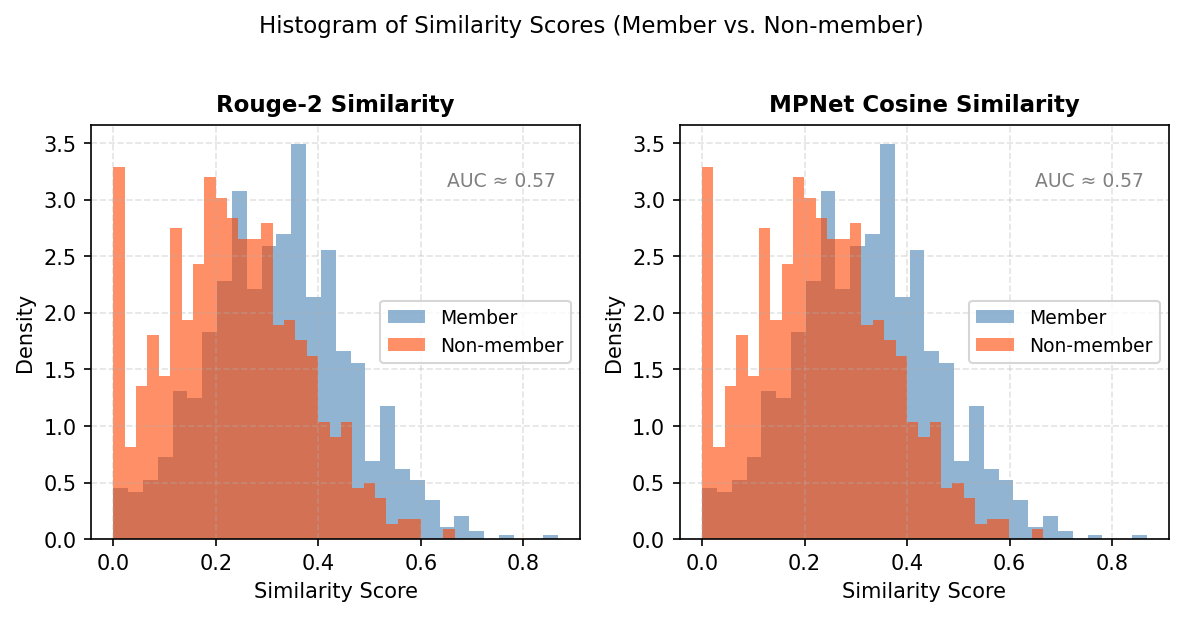 Histogram of Similarity Scores (Member vs. Non-member)
Rouge-2 Similarity
3.5
3.0
2.5
2.0
1.5
1.0
0.5
0.0
Density
AUC ≈ 0.57
Member
Non-member
0.0 0.2 0.4 0.6 0.8
Similarity Score
MPNet Cosine Similarity
3.5
3.0
2.5
2.0
1.5
1.0
0.5
0.0
Density
AUC ≈ 0.57
Member
Non-member
0.0 0.2 0.4 0.6 0.8
Similarity Score